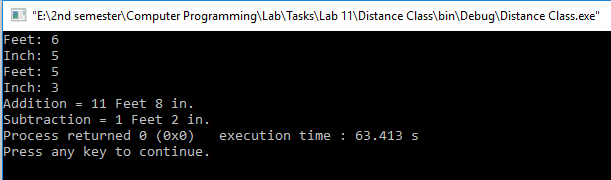 "E:\2nd semester\Computer Programming\Lab\Tasks\Lab 11\Distance Class\bin\Debug\Distance Class.exe"
Feet: 6
Inch: 5
Feet: 5
Inch: 3
Addition = 11 Feet 8 in.
Subtraction = 1 Feet 2 in.
Process returned 0 (0x0)   execution time : 63.413 s
Press any key to continue.